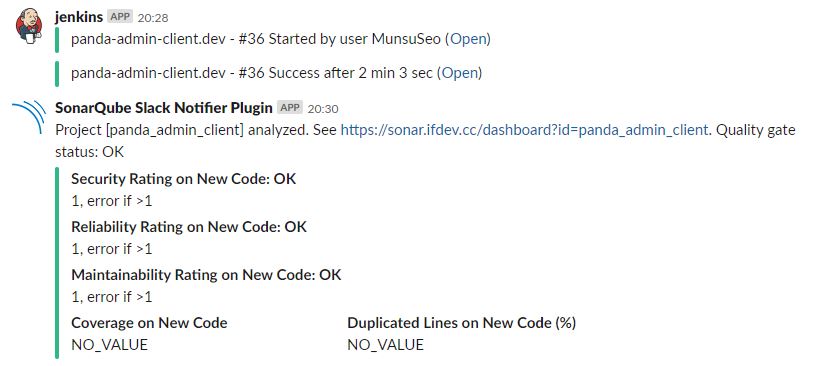 jenkins APP 20:28
panda-admin-client.dev - #36 Started by user MunsuSeo (Open)
panda-admin-client.dev - #36 Success after 2 min 3 sec (Open)
SonarQube Slack Notifier Plugin APP 20:30
Project [panda_admin_client] analyzed. See https://sonar.ifdev.cc/dashboard?id=panda_admin_client. Quality gate
status: OK
Security Rating on New Code: OK
1, error if >1
Reliability Rating on New Code: OK
1, error if >1
Maintainability Rating on New Code: OK
1, error if >1
Coverage on New Code Duplicated Lines on New Code (%)
NO_VALUE NO_VALUE